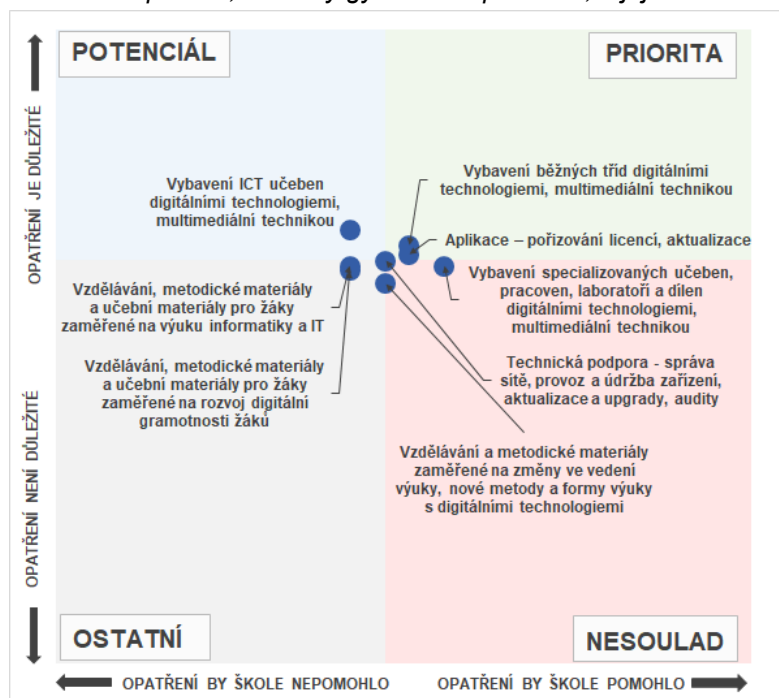 POTENCIÁL
PRIORITA
OPATŘENÍ JE DŮLEŽITÉ
Vybavení ICT učeben
digitálními technologiemi,
multimediální technikou
Vybavení běžných tříd digitálními
technologiemi, multimediální technikou
Aplikace – pořizování licencí, aktualizace
Vzdělávání, metodické materiály
a učební materiály pro žáky
zaměřené na výuku informatiky a IT
Vybavení specializovaných učeben,
pracoven, laboratoří a dílen
digitálními technologiemi,
multimediální technikou
Vzdělávání, metodické materiály
a učební materiály pro žáky
zaměřené na rozvoj digitální
gramotnosti žáků
Technická podpora - správa
sítě, provoz a údržba zařízení,
aktualizace a upgrady, audity
Vzdělávání a metodické materiály
zaměřené na změny ve vedení
výuky, nové metody a formy výuky
s digitálními technologiemi
OPATŘENÍ NENÍ DŮLEŽITÉ
OSTATNÍ
NESOULAD
OPATŘENÍ BY ŠKOLE NEPOMOHLO
OPATŘENÍ BY ŠKOLE POMOHLO